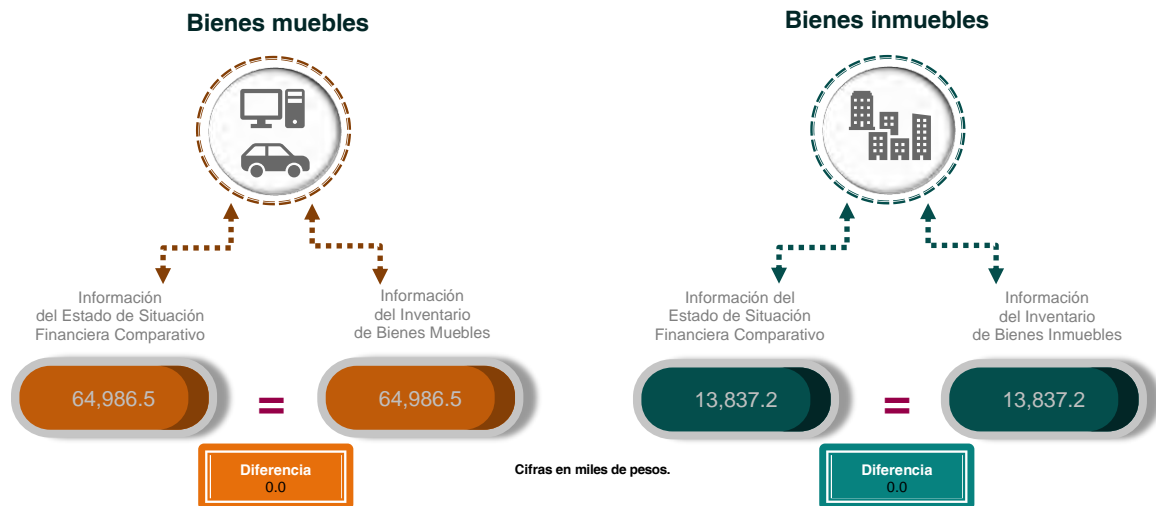 Bienes muebles
Información
del Estado de Situación
Financiera Comparativo
Información
del Inventario
de Bienes Muebles
64,986.5
=
64,986.5
Diferencia
0.0
Cifras en miles de pesos.
Bienes inmuebles
Información del
Estado de Situación
Financiera Comparativo
Información
del Inventario
de Bienes Inmuebles
13,837.2
=
13,837.2
Diferencia
0.0